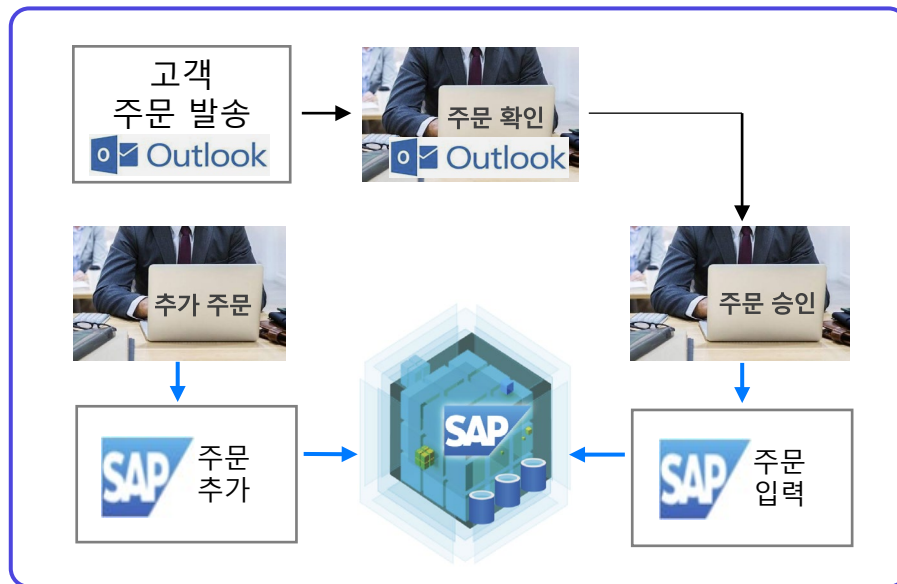 고객
주문 발송
Outlook
주문 확인
Outlook
추가 주문
주문 승인
SAP
SAP
주문
추가
SAP
주문
입력